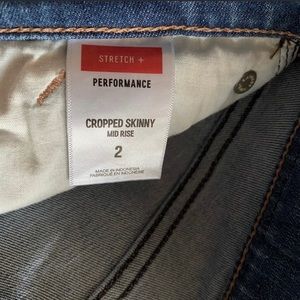 STRETCH +
PERFORMANCE
CROPPED SKINNY
MID RISE
2
MADE IN INDONESIA
FABRIQUÉ EN INDONÉSIE